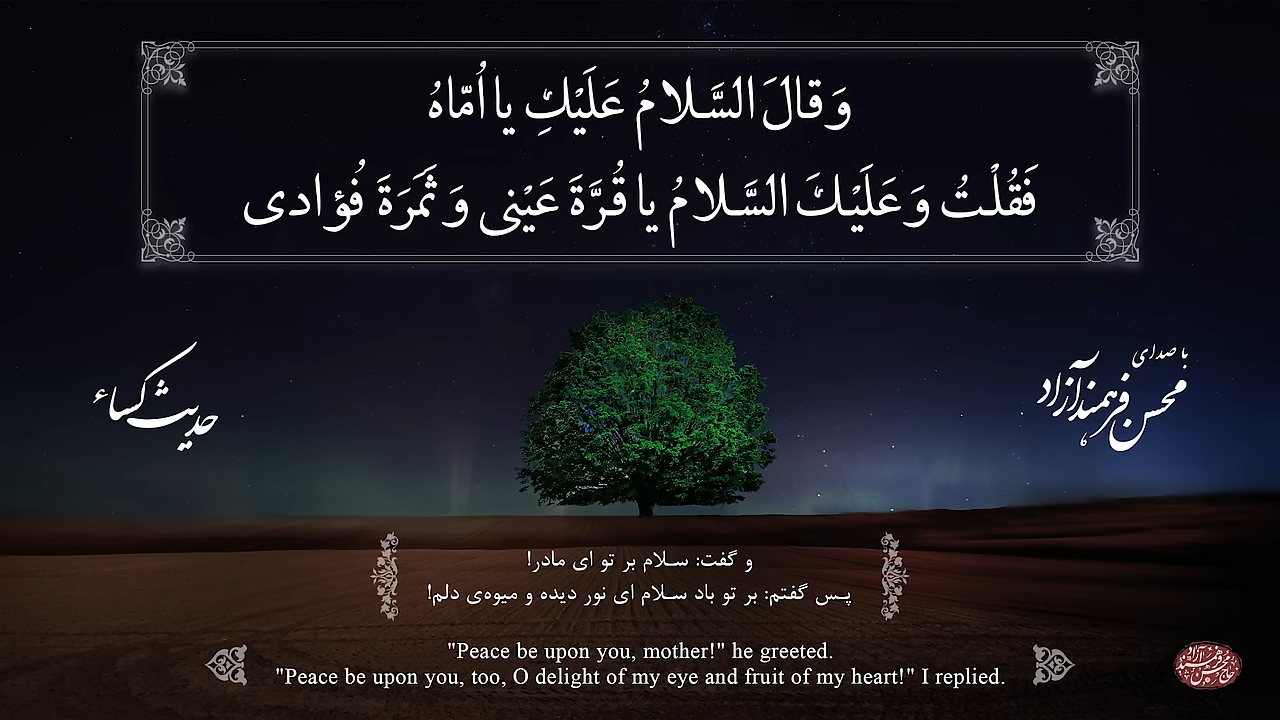 وَ قالَ السَّلامُ عَلَيْكِ يا اُمّاهُ
فَقُلْتُ وَ عَلَيْكَ السَّلامُ يا قُرَّةَ عَيْنى وَ ثَمَرَةَ فُؤادى
با صدای
محسن فرهمند آزاد
حدیث کساء
و گفت: سلام بر تو ای مادر!
پس گفتم: بر تو باد سلام ای نور دیده و میوه‌ی دلم!
"Peace be upon you, mother!" he greeted.
"Peace be upon you, too, O delight of my eye and fruit of my heart!" I replied.